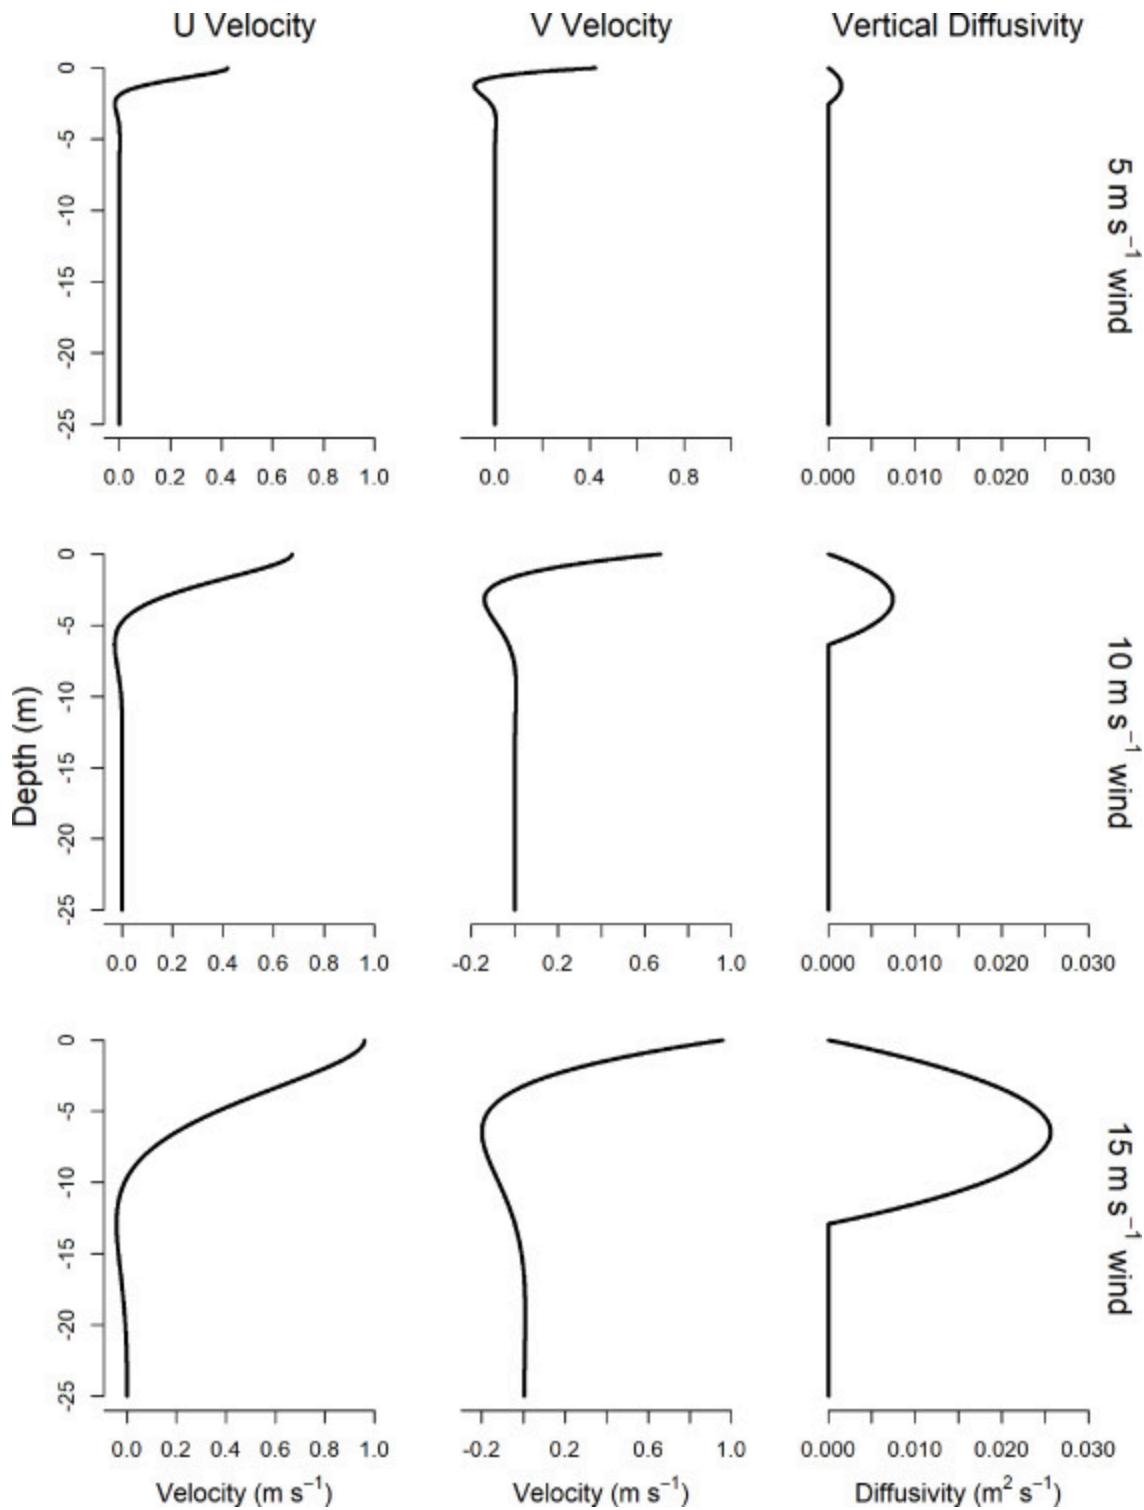 U Velocity V Velocity Vertical Diffusivity
0
-5
-10
-15
-20
-25
0.0 0.2 0.4 0.6 0.8 1.0
0.0 0.4 0.8
0.000 0.010 0.020 0.030
5 m s⁻¹ wind
Depth (m)
0
-5
-10
-15
-20
-25
0.0 0.2 0.4 0.6 0.8 1.0
-0.2 0.2 0.6 1.0
0.000 0.010 0.020 0.030
10 m s⁻¹ wind
0
-5
-10
-15
-20
-25
0.0 0.2 0.4 0.6 0.8 1.0
-0.2 0.2 0.6 1.0
0.000 0.010 0.020 0.030
15 m s⁻¹ wind
Velocity (m s⁻¹) Velocity (m s⁻¹) Diffusivity (m² s⁻¹)